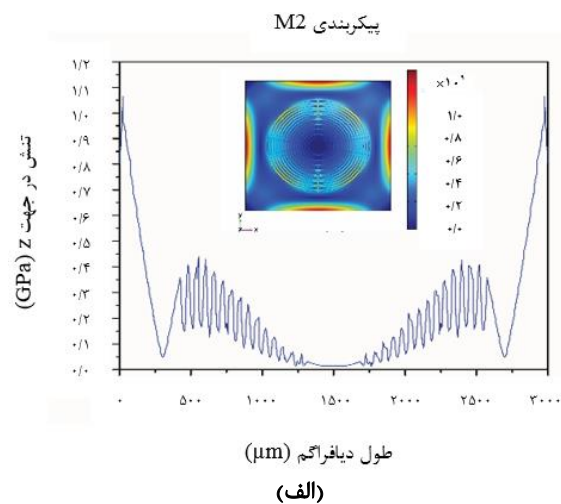 پیکربندی M2
تنش در جهت z (GPa))
۱/۲
۱/۱
۱/۰
۰/۹
۰/۸
۰/۷
۰/۶
۰/۵
۰/۴
۰/۳
۰/۲
۰/۱
۰/۰
×۱۰۹
۱/۰
۰/۸
۰/۶
۰/۴
۰/۲
۰/۰
y
x
۰ ۵۰۰ ۱۰۰۰ ۱۵۰۰ ۲۰۰۰ ۲۵۰۰ ۳۰۰۰
طول دیافراگم (µm)
(الف)